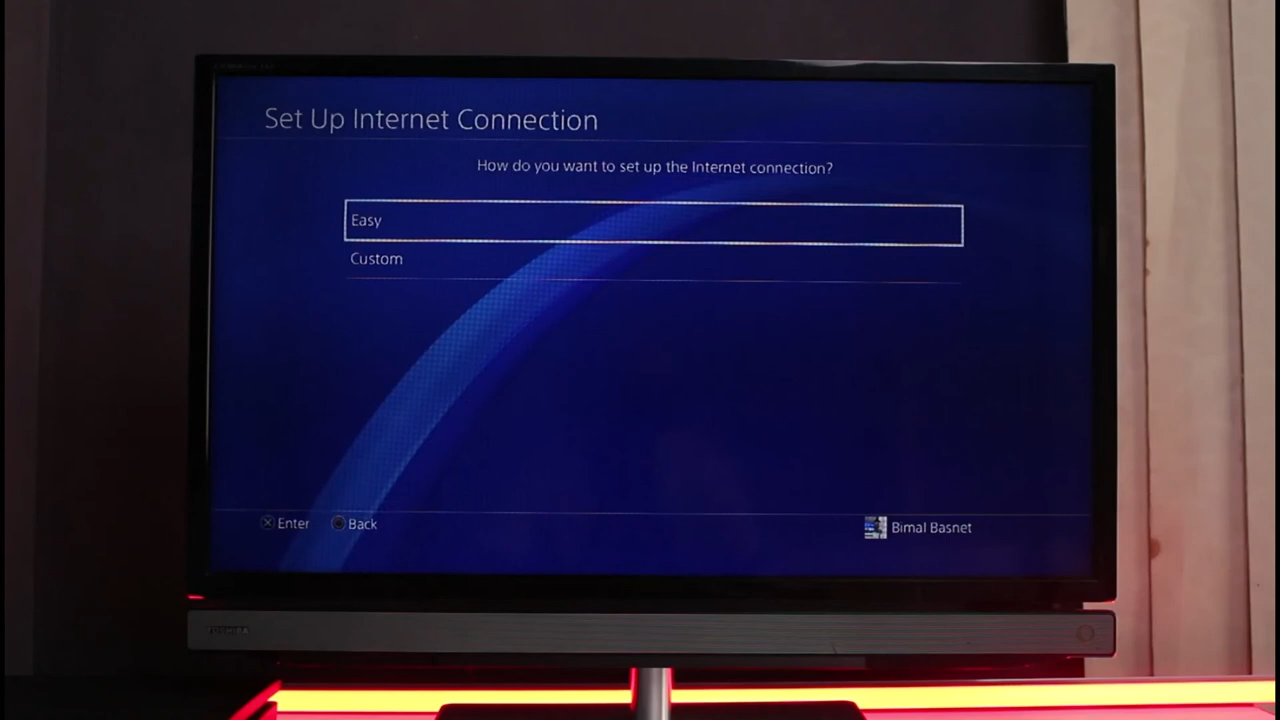 Set Up Internet Connection
How do you want to set up the Internet connection?
Easy
Custom
Enter Back
Bimal Basnet
TOSHIBA